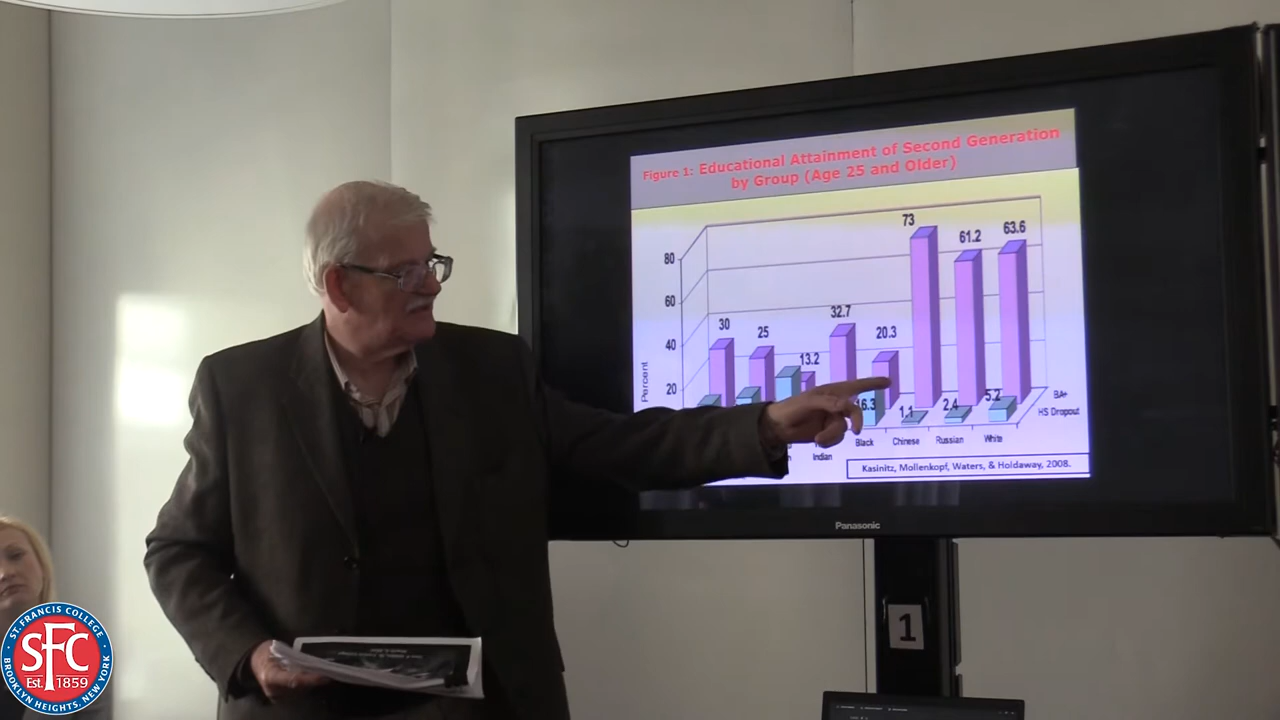 Figure 1: Educational Attainment of Second Generation
by Group (Age 25 and Older)
73
61.2
63.6
80
60
30
25
32.7
40
13.2
20.3
Percent
20
16.3
1.1
2.4
5.2
BA+
HS Dropout
Indian
Black
Chinese
Russian
White
Kasinitz, Mollenkopf, Waters, & Holdaway, 2008.
Panasonic
1
ST. FRANCIS COLLEGE
SFC
EST. 1859
BROOKLYN HEIGHTS, NEW YORK